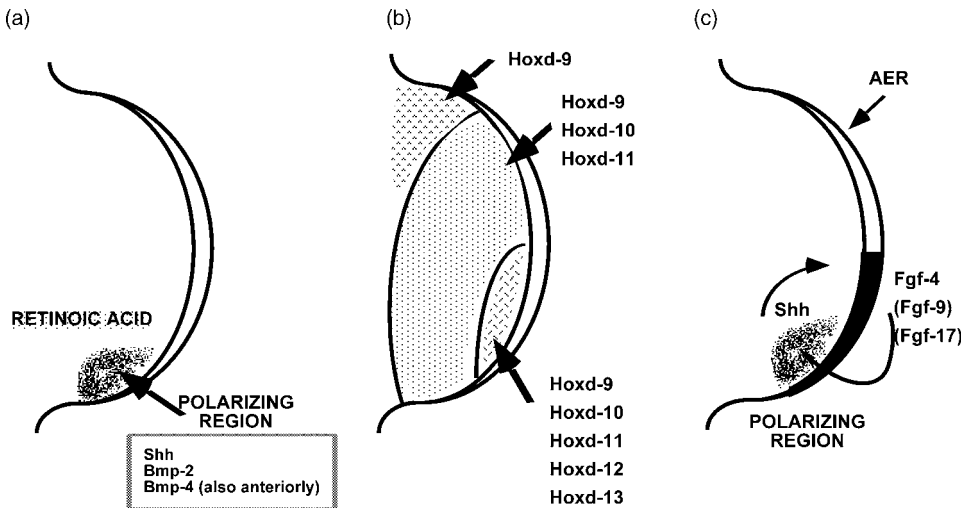 (a)
RETINOIC ACID
POLARIZING
REGION
Shh
Bmp-2
Bmp-4 (also anteriorly)
(b)
Hoxd-9
Hoxd-9
Hoxd-10
Hoxd-11
Hoxd-9
Hoxd-10
Hoxd-11
Hoxd-12
Hoxd-13
(c)
AER
Shh
Fgf-4
(Fgf-9)
(Fgf-17)
POLARIZING
REGION